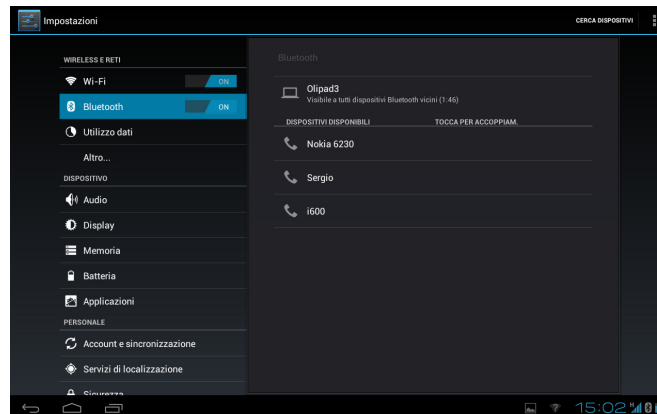 Impostazioni
CERCA DISPOSITIVI
WIRELESS E RETI
Wi-Fi ON
Bluetooth ON
Utilizzo dati
Altro...
DISPOSITIVO
Audio
Display
Memoria
Batteria
Applicazioni
PERSONALE
Account e sincronizzazione
Servizi di localizzazione
Sicurezza
Bluetooth
Olipad3
Visibile a tutti dispositivi Bluetooth vicini (1:46)
DISPOSITIVI DISPONIBILI TOCCA PER ACCOPPIAM.
Nokia 6230
Sergio
i600
15:02